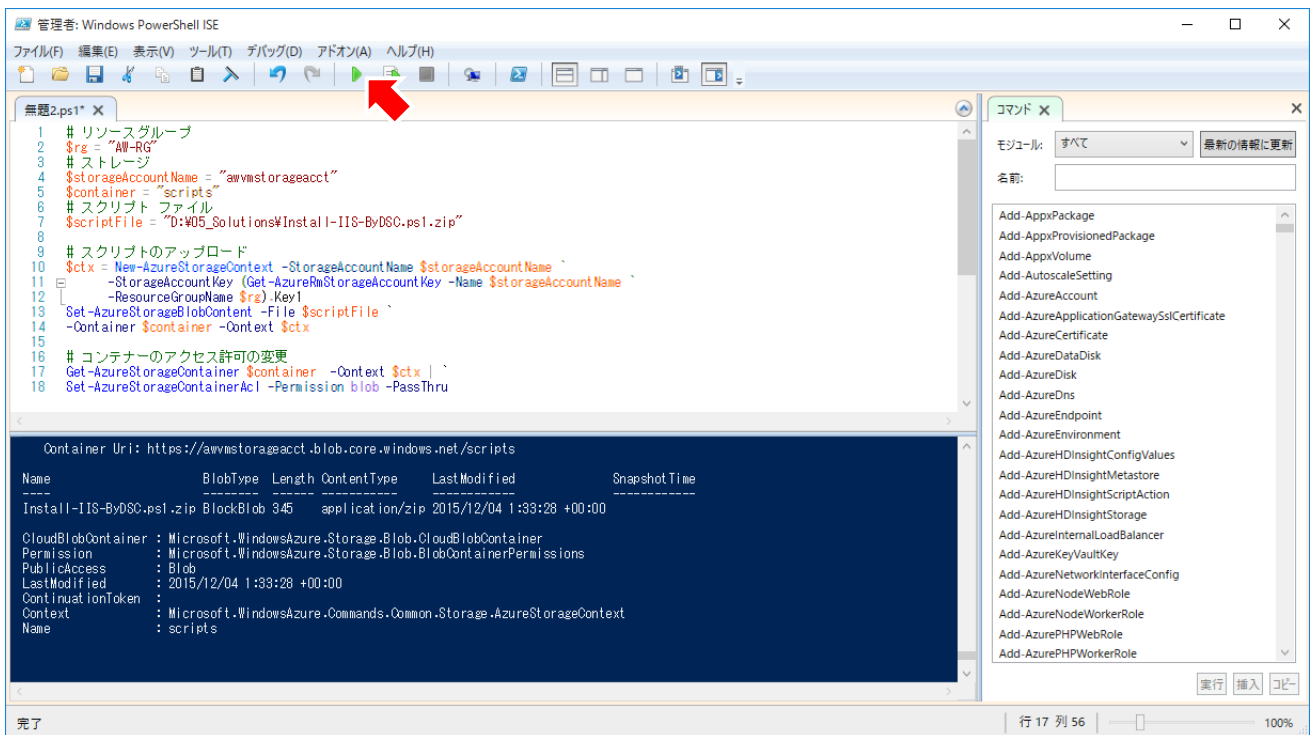 管理者: Windows PowerShell ISE
ファイル(F) 編集(E) 表示(V) ツール(T) デバッグ(D) アドオン(A) ヘルプ(H)
無題2.ps1* X
1 # リソースグループ
2 $rg = "AW-RG"
3 # ストレージ
4 $storageAccountName = "awvmstorageacct"
5 $container = "scripts"
6 # スクリプト ファイル
7 $scriptFile = "D:¥05_Solutions¥Install-IIS-ByDSC.ps1.zip"
8
9 # スクリプトのアップロード
10 $ctx = New-AzureStorageContext -StorageAccountName $storageAccountName `
11 -StorageAccountKey (Get-AzureRmStorageAccountKey -Name $storageAccountName `
12 -ResourceGroupName $rg).Key1
13 Set-AzureStorageBlobContent -File $scriptFile `
14 -Container $container -Context $ctx
15
16 # コンテナーのアクセス許可の変更
17 Get-AzureStorageContainer $container -Context $ctx | `
18 Set-AzureStorageContainerAcl -Permission blob -PassThru
Container Uri: https://awvmstorageacct.blob.core.windows.net/scripts
Name BlobType Length ContentType LastModified SnapshotTime
---- -------- ------ ----------- ------------ ------------
Install-IIS-ByDSC.ps1.zip BlockBlob 345 application/zip 2015/12/04 1:33:28 +00:00
CloudBlobContainer : Microsoft.WindowsAzure.Storage.Blob.CloudBlobContainer
Permission : Microsoft.WindowsAzure.Storage.Blob.BlobContainerPermissions
PublicAccess : Blob
LastModified : 2015/12/04 1:33:28 +00:00
ContinuationToken :
Context : Microsoft.WindowsAzure.Commands.Common.Storage.AzureStorageContext
Name : scripts
コマンド X
モジュール: すべて 最新の情報に更新
名前:
Add-AppxPackage
Add-AppxProvisionedPackage
Add-AppxVolume
Add-AutoscaleSetting
Add-AzureAccount
Add-AzureApplicationGatewaySslCertificate
Add-AzureCertificate
Add-AzureDataDisk
Add-AzureDisk
Add-AzureDns
Add-AzureEndpoint
Add-AzureEnvironment
Add-AzureHDInsightConfigValues
Add-AzureHDInsightMetastore
Add-AzureHDInsightScriptAction
Add-AzureHDInsightStorage
Add-AzureInternalLoadBalancer
Add-AzureKeyVaultKey
Add-AzureNetworkInterfaceConfig
Add-AzureNodeWebRole
Add-AzureNodeWorkerRole
Add-AzurePHPWebRole
Add-AzurePHPWorkerRole
実行 挿入 コピー
完了 行 17 列 56 100%